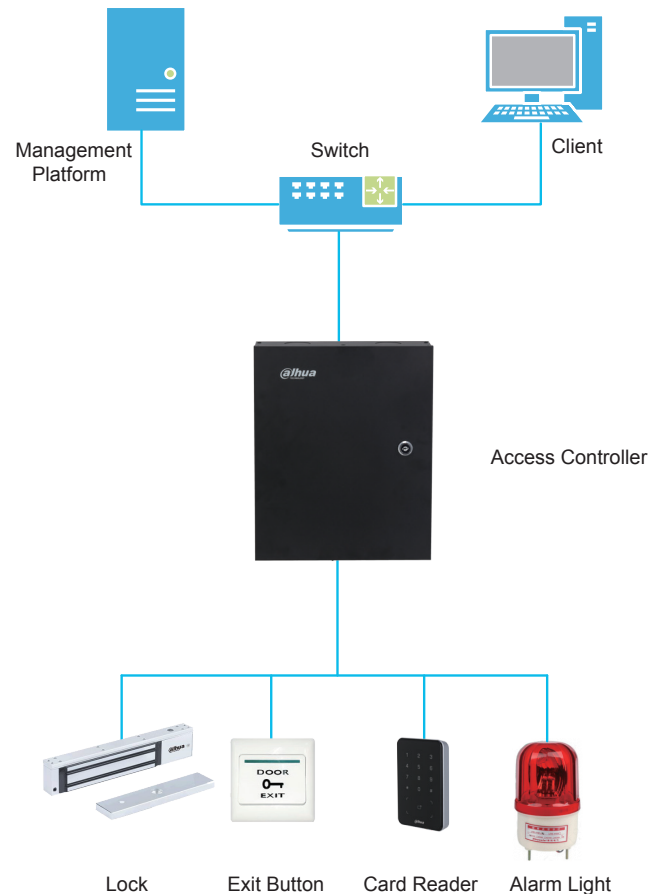 Management
Platform
Switch
Client
alhua
Access Controller
alhua
DOOR
EXIT
alhua
Lock
Exit Button
Card Reader
Alarm Light